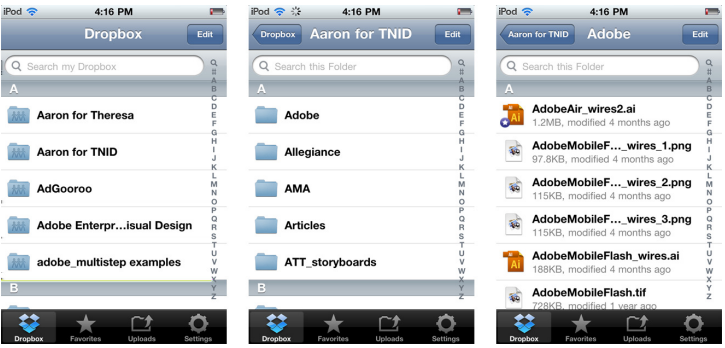 iPod 4:16 PM
Dropbox Edit
Search my Dropbox
A
Aaron for Theresa
Aaron for TNID
AdGooroo
Adobe Enterpr...isual Design
adobe_multistep examples
B
#
A
B
C
D
E
F
G
H
I
J
K
L
M
N
O
P
Q
R
S
T
U
V
W
X
Y
Z
Dropbox Favorites Uploads Settings
iPod 4:16 PM
Dropbox Aaron for TNID Edit
Search this Folder
A
Adobe
Allegiance
AMA
Articles
ATT_storyboards
B
#
A
B
C
D
E
F
G
H
I
J
K
L
M
N
O
P
Q
R
S
T
U
V
W
X
Y
Z
Dropbox Favorites Uploads Settings
iPod 4:16 PM
Aaron for TNID Adobe Edit
Search this Folder
A
Ai
AdobeAir_wires2.ai
1.2MB, modified 4 months ago
AdobeMobileF..._wires_1.png
97.8KB, modified 4 months ago
AdobeMobileF..._wires_2.png
115KB, modified 4 months ago
AdobeMobileF..._wires_3.png
115KB, modified 4 months ago
Ai
AdobeMobileFlash_wires.ai
188KB, modified 4 months ago
AdobeMobileFlash.tif
728KB, modified 1 year ago
#
A
B
C
D
E
F
G
H
I
J
K
L
M
N
O
P
Q
R
S
T
U
V
W
X
Y
Z
Dropbox Favorites Uploads Settings